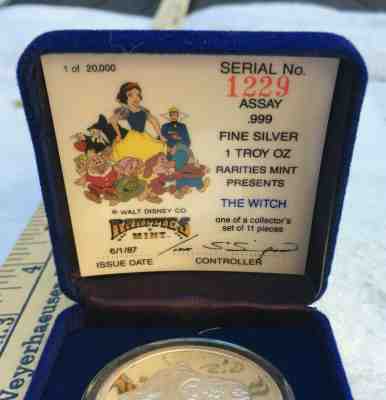 1 of 20,000
SERIAL No.
1229
ASSAY
.999
FINE SILVER
1 TROY OZ
RARITIES MINT
PRESENTS
THE WITCH
one of a collector's
set of 11 pieces
© WALT DISNEY CO
RARITIES
MINT
6/1/87
ISSUE DATE
CONTROLLER
Weyerhaeuser